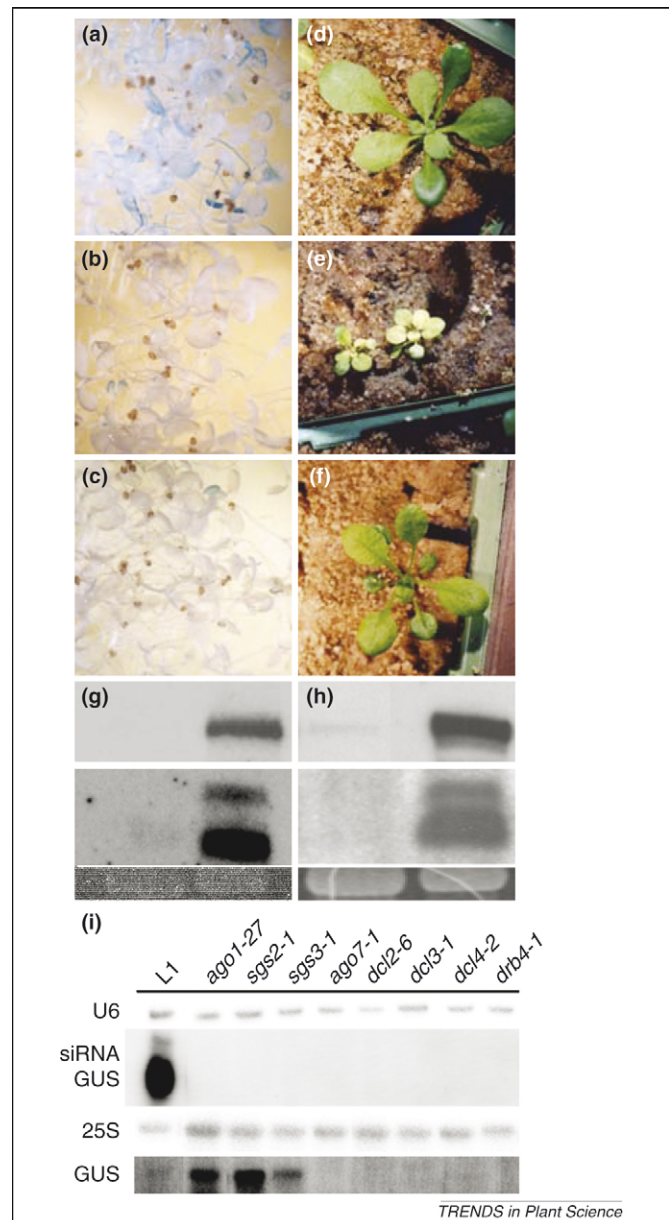 (a)
(d)
(b)
(e)
(c)
(f)
(g)
(h)
(i)
L1
ago1-27
sgs2-1
sgs3-1
ago7-1
dcl2-6
dcl3-1
dcl4-2
drb4-1
U6
siRNA
GUS
25S
GUS
TRENDS in Plant Science